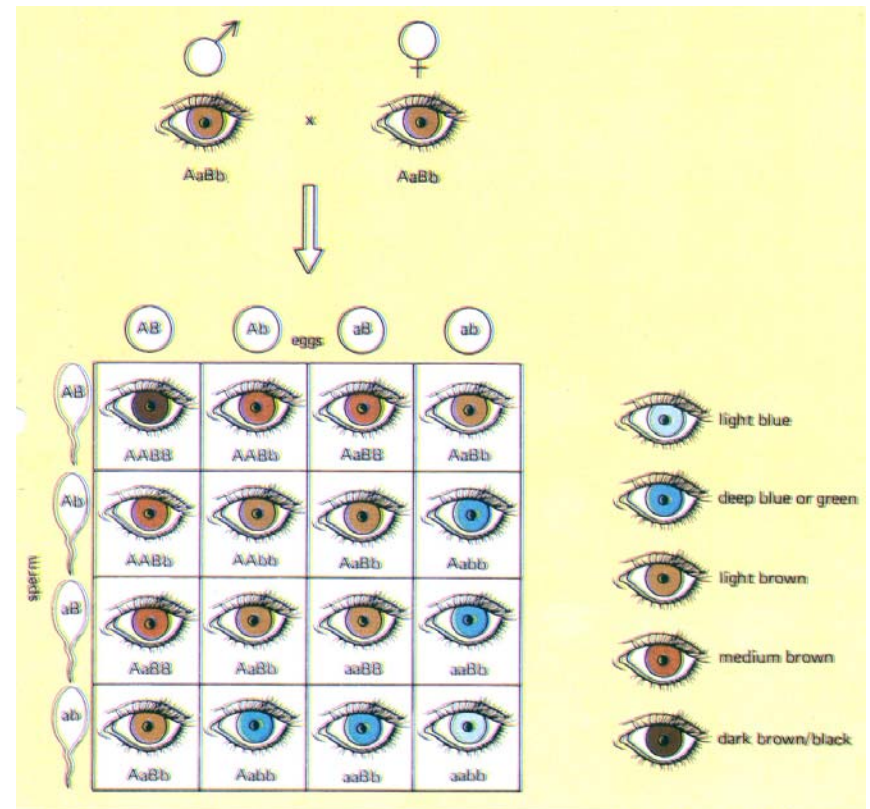 x
AaBb AaBb
AB Ab eggs aB ab
AB
AABB AABb AaBB AaBb
Ab
AABb AAbb AaBb Aabb
sperm
aB
AaBB AaBb aaBB aaBb
ab
AaBb Aabb aaBb aabb
light blue
deep blue or green
light brown
medium brown
dark brown/black